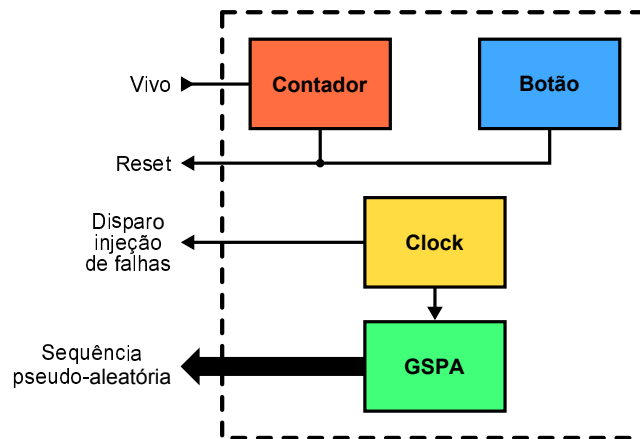 Vivo
Contador
Botão
Reset
Disparo
injeção
de falhas
Clock
Sequência
pseudo-aleatória
GSPA